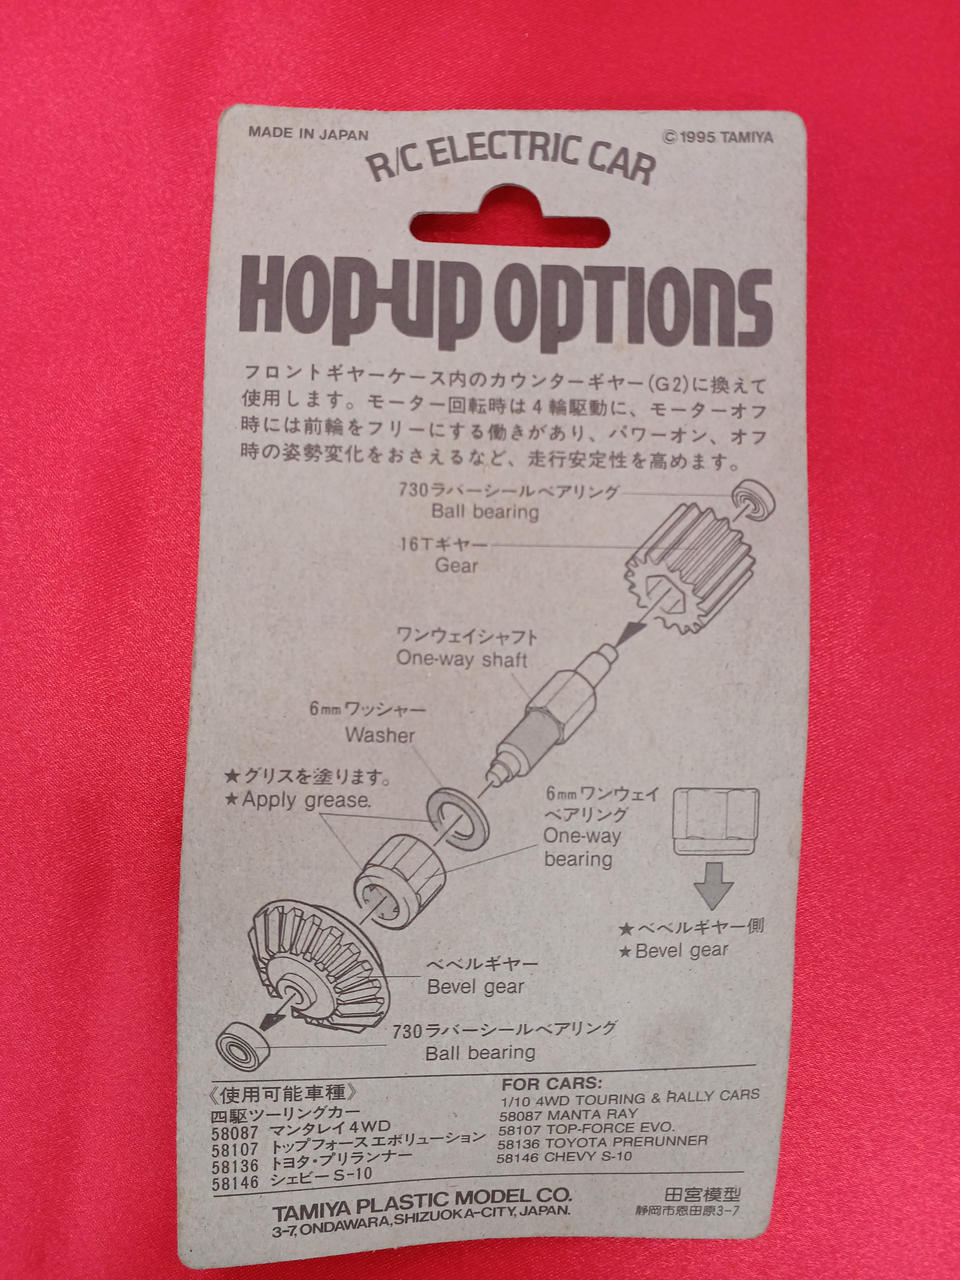 MADE IN JAPAN
©1995 TAMIYA
R/C ELECTRIC CAR
HOP-UP OPTIONS
フロントギヤーケース内のカウンターギヤー(G2)に換えて
使用します。モーター回転時は4輪駆動に、モーターオフ
時には前輪をフリーにする働きがあり、パワーオン、オフ
時の姿勢変化をおさえるなど、走行安定性を高めます。
730ラバーシールベアリング
Ball bearing
16Tギヤー
Gear
ワンウェイシャフト
One-way shaft
6mmワッシャー
Washer
★グリスを塗ります。
★Apply grease.
6mmワンウェイ
ベアリング
One-way
bearing
★ベベルギヤー側
★Bevel gear
ベベルギヤー
Bevel gear
730ラバーシールベアリング
Ball bearing
《使用可能車種》
四駆ツーリングカー
58087 マンタレイ4WD
58107 トップフォースエボリューション
58136 トヨタ・プリランナー
58146 シェビーS-10
FOR CARS:
1/10 4WD TOURING & RALLY CARS
58087 MANTA RAY
58107 TOP-FORCE EVO.
58136 TOYOTA PRERUNNER
58146 CHEVY S-10
TAMIYA PLASTIC MODEL CO.
3-7, ONDAWARA, SHIZUOKA-CITY, JAPAN.
田宮模型
静岡市恩田原3-7